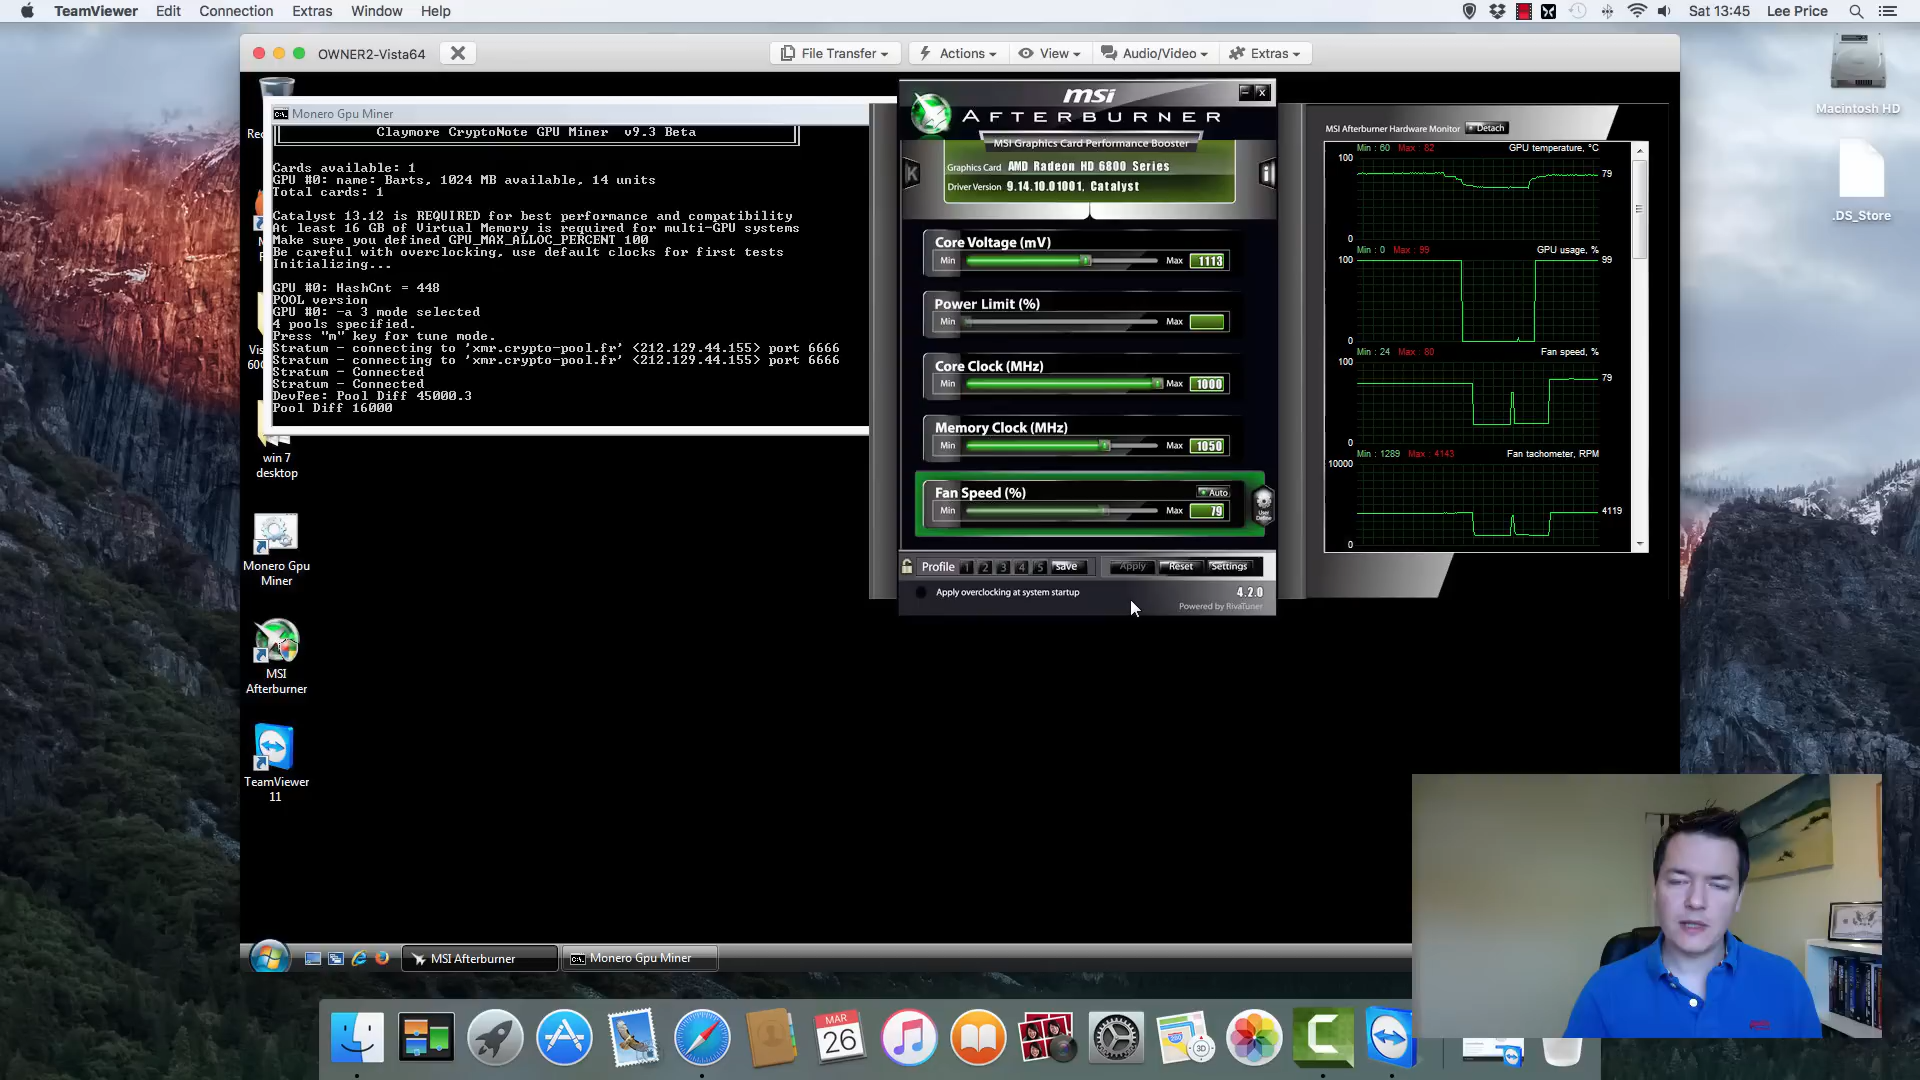 TeamViewer Edit Connection Extras Window Help
Sat 13:45 Lee Price
OWNER2-Vista64
File Transfer Actions View Audio/Video Extras
Macintosh HD
.DS_Store
Rec
Monero Gpu Miner
Claymore CryptoNote GPU Miner v9.3 Beta
Cards available: 1
GPU #0: name: Barts, 1024 MB available, 14 units
Total cards: 1
Catalyst 13.12 is REQUIRED for best performance and compatibility
At least 16 GB of Virtual Memory is required for multi-GPU systems
Make sure you defined GPU_MAX_ALLOC_PERCENT 100
Be careful with overclocking, use default clocks for first tests
Initializing...
GPU #0: HashCnt = 448
POOL version
GPU #0: -a 3 mode selected
4 pools specified.
Press "m" key for tune mode.
Stratum - connecting to 'xmr.crypto-pool.fr' <212.129.44.155> port 6666
Stratum - connecting to 'xmr.crypto-pool.fr' <212.129.44.155> port 6666
Stratum - Connected
Stratum - Connected
DevFee: Pool Diff 45000.3
Pool Diff 16000
win 7
desktop
Monero Gpu
Miner
MSI
Afterburner
TeamViewer
11
msi
AFTERBURNER
MSI Graphics Card Performance Booster
Graphics Card AMD Radeon HD 6800 Series
Driver Version 9.14.10.01001, Catalyst
K
i
Core Voltage (mV)
Min Max 1113
Power Limit (%)
Min Max
Core Clock (MHz)
Min Max 1000
Memory Clock (MHz)
Min Max 1050
Fan Speed (%) Auto
Min Max 79
User Define
Profile 1 2 3 4 5 save Apply Reset Settings
Apply overclocking at system startup 4.2.0
Powered by RivaTuner
MSI Afterburner Hardware Monitor Detach
Min : 60 Max : 82 GPU temperature, °C
100
79
0
Min : 0 Max : 99 GPU usage, %
100
99
0
Min : 24 Max : 80 Fan speed, %
100
79
0
Min : 1289 Max : 4143 Fan tachometer, RPM
10000
4119
0
MSI Afterburner Monero Gpu Miner
MAR
26
3D